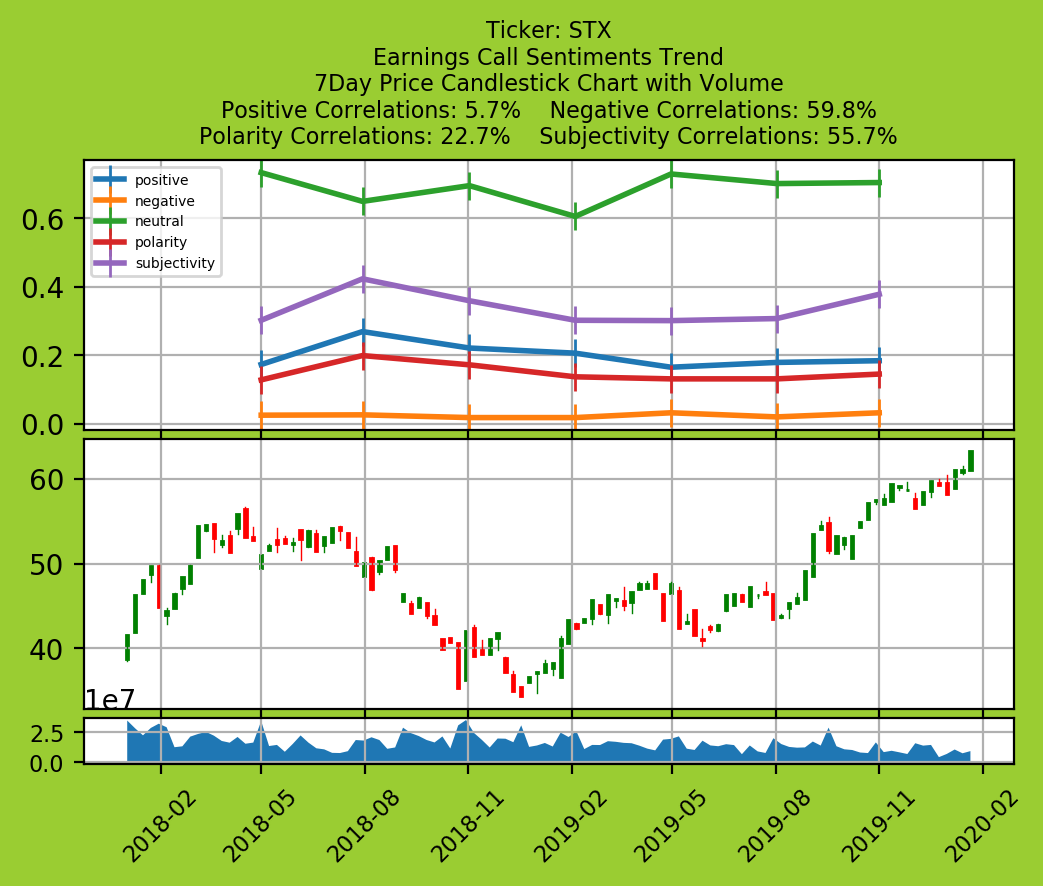 Ticker: STX
Earnings Call Sentiments Trend
7Day Price Candlestick Chart with Volume
Positive Correlations: 5.7%    Negative Correlations: 59.8%
Polarity Correlations: 22.7%    Subjectivity Correlations: 55.7%
positive
negative
neutral
polarity
subjectivity
0.6
0.4
0.2
0.0
60
50
40
1e7
2.5
0.0
2018-02
2018-05
2018-08
2018-11
2019-02
2019-05
2019-08
2019-11
2020-02